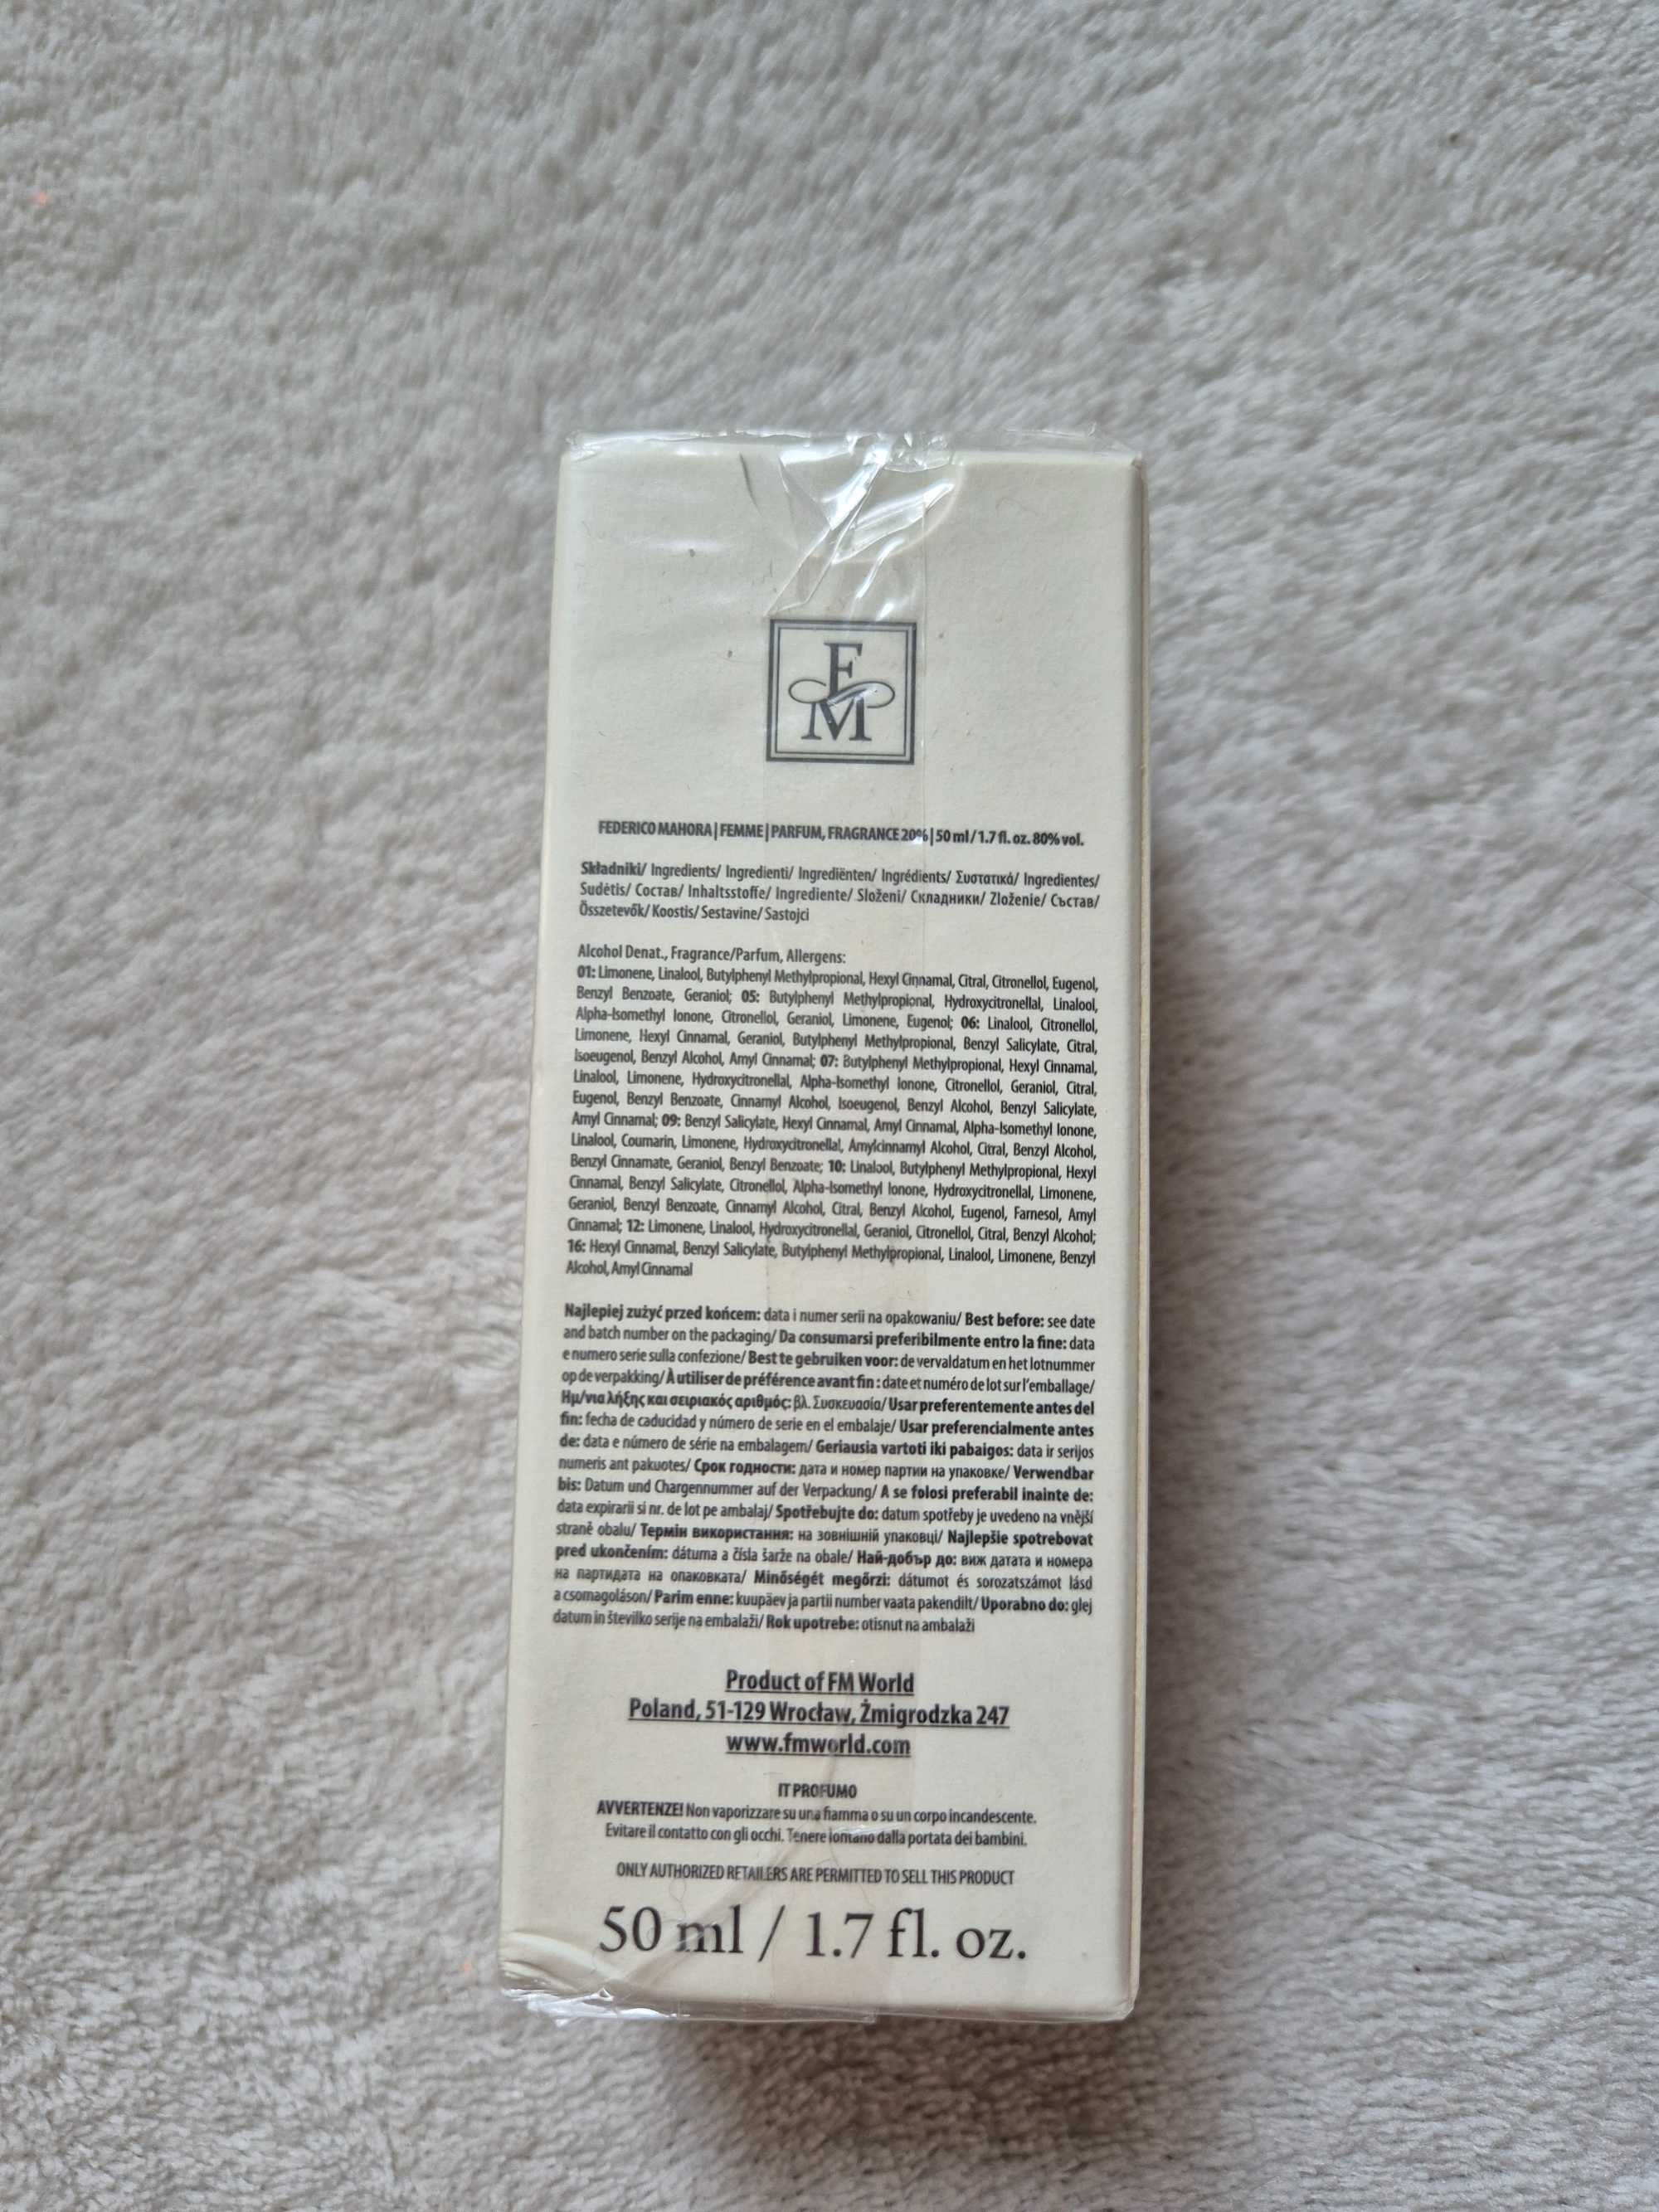 F
M
FEDERICO MAHORA | FEMME | PARFUM, FRAGRANCE 20% | 50 ml / 1.7 fl. oz. 80% vol.
Składniki/ Ingredients/ Ingredienti/ Ingrediënten/ Ingrédients/ Συστατικά/ Ingredientes/
Sudėtis/ Состав/ Inhaltsstoffe/ Ingrediente/ Složeni/ Складники/ Zloženie/ Състав/
Összetevők/ Koostis/ Sestavine/ Sastojci
Alcohol Denat., Fragrance/Parfum, Allergens:
01: Limonene, Linalool, Butylphenyl Methylpropional, Hexyl Cinnamal, Citral, Citronellol, Eugenol,
Benzyl Benzoate, Geraniol; 05: Butylphenyl Methylpropional, Hydroxycitronellal, Linalool,
Alpha-Isomethyl Ionone, Citronellol, Geraniol, Limonene, Eugenol; 06: Linalool, Citronellol,
Limonene, Hexyl Cinnamal, Geraniol, Butylphenyl Methylpropional, Benzyl Salicylate, Citral,
Isoeugenol, Benzyl Alcohol, Amyl Cinnamal; 07: Butylphenyl Methylpropional, Hexyl Cinnamal,
Linalool, Limonene, Hydroxycitronellal, Alpha-Isomethyl Ionone, Citronellol, Geraniol, Citral,
Eugenol, Benzyl Benzoate, Cinnamyl Alcohol, Isoeugenol, Benzyl Alcohol, Benzyl Salicylate,
Amyl Cinnamal; 09: Benzyl Salicylate, Hexyl Cinnamal, Amyl Cinnamal, Alpha-Isomethyl Ionone,
Linalool, Coumarin, Limonene, Hydroxycitronellal, Amylcinnamyl Alcohol, Citral, Benzyl Alcohol,
Benzyl Cinnamate, Geraniol, Benzyl Benzoate; 10: Linalool, Butylphenyl Methylpropional, Hexyl
Cinnamal, Benzyl Salicylate, Citronellol, Alpha-Isomethyl Ionone, Hydroxycitronellal, Limonene,
Geraniol, Benzyl Benzoate, Cinnamyl Alcohol, Citral, Benzyl Alcohol, Eugenol, Farnesol, Amyl
Cinnamal; 12: Limonene, Linalool, Hydroxycitronellal, Geraniol, Citronellol, Citral, Benzyl Alcohol;
16: Hexyl Cinnamal, Benzyl Salicylate, Butylphenyl Methylpropional, Linalool, Limonene, Benzyl
Alcohol, Amyl Cinnamal
Najlepiej zużyć przed końcem: data i numer serii na opakowaniu/ Best before: see date
and batch number on the packaging/ Da consumarsi preferibilmente entro la fine: data
e numero serie sulla confezione/ Best te gebruiken voor: de vervaldatum en het lotnummer
op de verpakking/ À utiliser de préférence avant fin : date et numéro de lot sur l'emballage/
Ημ/νια λήξης και σειριακός αριθμός: βλ. Συσκευασία/ Usar preferentemente antes del
fin: fecha de caducidad y número de serie en el embalaje/ Usar preferencialmente antes
de: data e número de série na embalagem/ Geriausia vartoti iki pabaigos: data ir serijos
numeris ant pakuotes/ Срок годности: дата и номер партии на упаковке/ Verwendbar
bis: Datum und Chargennummer auf der Verpackung/ A se folosi preferabil inainte de:
data expirarii si nr. de lot pe ambalaj/ Spotřebujte do: datum spotřeby je uvedeno na vnější
straně obalu/ Термін використання: на зовнішній упаковці/ Najlepšie spotrebovat
pred ukončením: dátuma a čísla šarže na obale/ Най-добър до: виж датата и номера
на партидата на опаковката/ Minőségét megőrzi: dátumot és sorozatszámot lásd
a csomagoláson/ Parim enne: kuupäev ja partii number vaata pakendilt/ Uporabno do: glej
datum in številko serije na embalaži/ Rok upotrebe: otisnut na ambalaži
Product of FM World
Poland, 51-129 Wrocław, Żmigrodzka 247
www.fmworld.com
IT PROFUMO
AVVERTENZE! Non vaporizzare su una fiamma o su un corpo incandescente.
Evitare il contatto con gli occhi. Tenere lontano dalla portata dei bambini.
ONLY AUTHORIZED RETAILERS ARE PERMITTED TO SELL THIS PRODUCT
50 ml / 1.7 fl. oz.